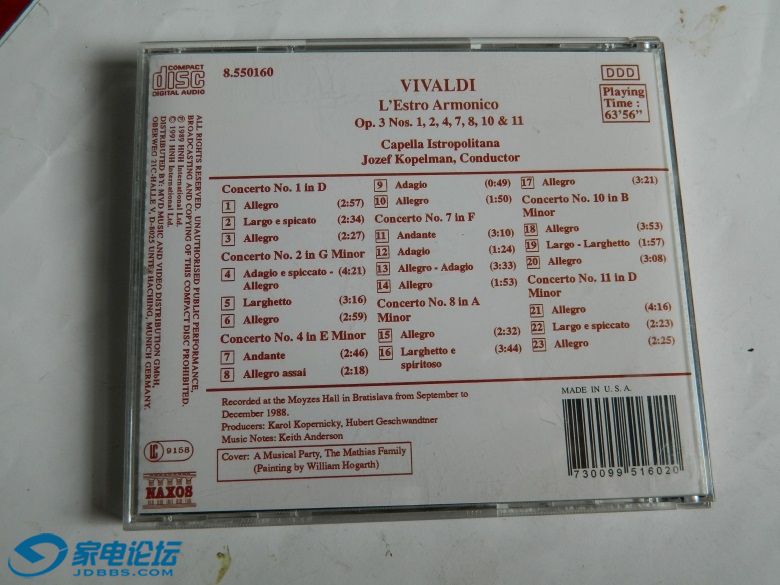 COMPACT
disc
DIGITAL AUDIO
8.550160
VIVALDI
L'Estro Armonico
Op. 3 Nos. 1, 2, 4, 7, 8, 10 & 11
Capella Istropolitana
Jozef Kopelman, Conductor
DDD
Playing
Time :
63'56"
ALL RIGHTS RESERVED. UNAUTHORISED PUBLIC PERFORMANCE,
BROADCASTING AND COPYING OF THIS COMPACT DISC PROHIBITED.
℗ 1989 HNH International Ltd.
© 1991 HNH International Ltd.
DISTRIBUTED BY: MVD MUSIC AND VIDEO DISTRIBUTION GMbH,
OBERWEG 21C-HALLE V, D-8025 UNTER HACHING, MUNICH GERMANY.
Concerto No. 1 in D
1 Allegro (2:57)
2 Largo e spicato (2:34)
3 Allegro (2:27)
Concerto No. 2 in G Minor
4 Adagio e spiccato - (4:21)
Allegro
5 Larghetto (3:16)
6 Allegro (2:59)
Concerto No. 4 in E Minor
7 Andante (2:46)
8 Allegro assai (2:18)
9 Adagio (0:49)
10 Allegro (1:50)
Concerto No. 7 in F
11 Andante (3:10)
12 Adagio (1:24)
13 Allegro - Adagio (3:33)
14 Allegro (1:53)
Concerto No. 8 in A
Minor
15 Allegro (2:32)
16 Larghetto e (3:44)
spiritoso
17 Allegro (3:21)
Concerto No. 10 in B
Minor
18 Allegro (3:53)
19 Largo - Larghetto (1:57)
20 Allegro (3:08)
Concerto No. 11 in D
Minor
21 Allegro (4:16)
22 Largo e spiccato (2:23)
23 Allegro (2:25)
Recorded at the Moyzes Hall in Bratislava from September to
December 1988.
Producers: Karol Kopernicky, Hubert Geschwandtner
Music Notes: Keith Anderson
Cover: A Musical Party, The Mathias Family
(Painting by William Hogarth)
LC 9158
NAXOS
MADE IN U.S.A.
730099 516020
家电论坛
JDBBS.COM